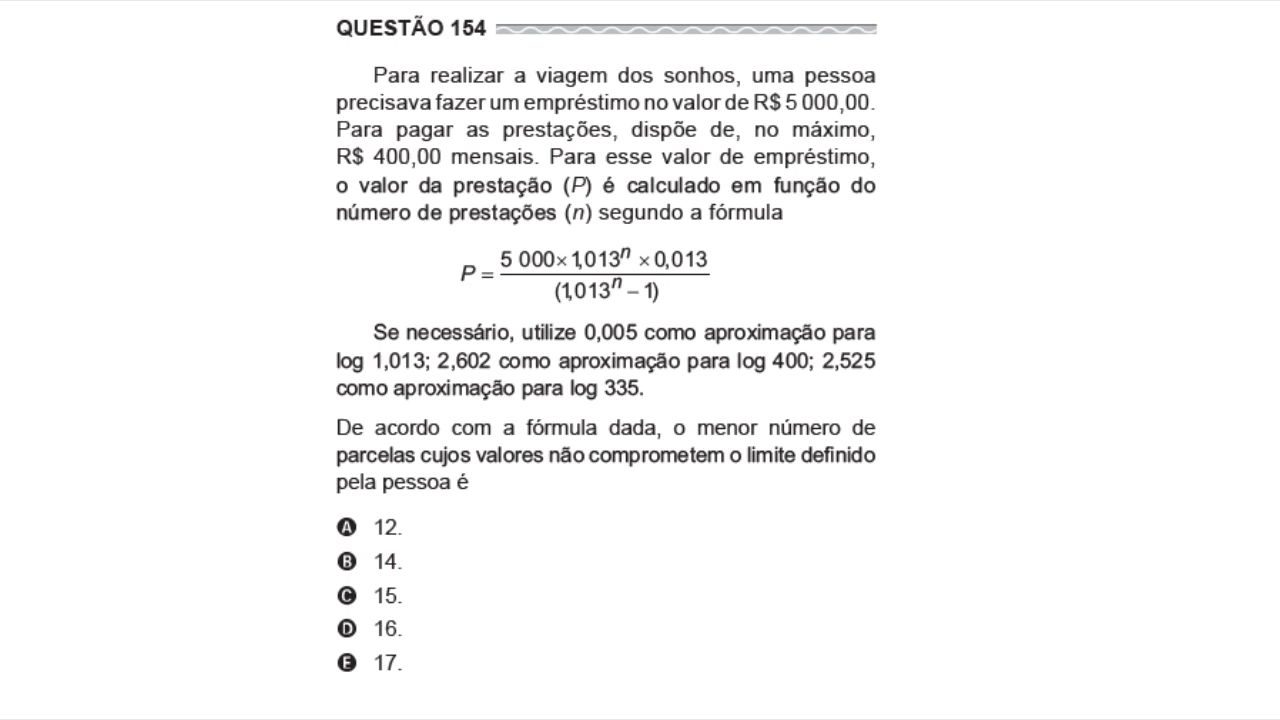 QUESTÃO 154
Para realizar a viagem dos sonhos, uma pessoa
precisava fazer um empréstimo no valor de R$ 5 000,00.
Para pagar as prestações, dispõe de, no máximo,
R$ 400,00 mensais. Para esse valor de empréstimo,
o valor da prestação (P) é calculado em função do
número de prestações (n) segundo a fórmula
P = 5 000 × 1,013ⁿ × 0,013
(1,013ⁿ – 1)
Se necessário, utilize 0,005 como aproximação para
log 1,013; 2,602 como aproximação para log 400; 2,525
como aproximação para log 335.
De acordo com a fórmula dada, o menor número de
parcelas cujos valores não comprometem o limite definido
pela pessoa é
A 12.
B 14.
C 15.
D 16.
E 17.